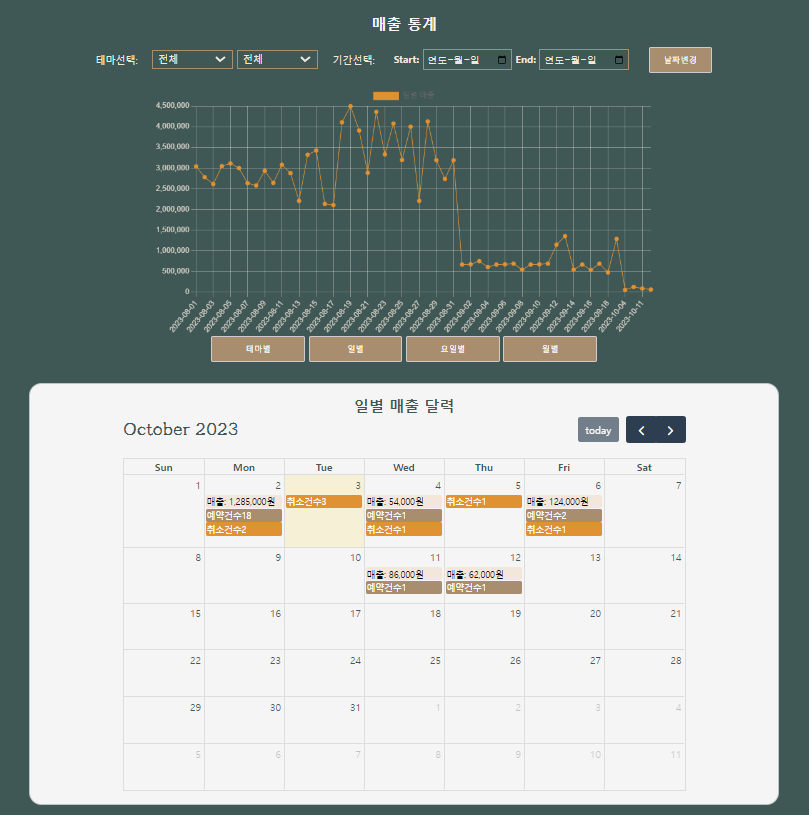 매출 통계
테마선택: 전체 전체 기간선택: Start: 연도-월-일 End: 연도-월-일 날짜변경
일별 매출
4,500,000
4,000,000
3,500,000
3,000,000
2,500,000
2,000,000
1,500,000
1,000,000
500,000
0
2023-08-01 2023-08-03 2023-08-05 2023-08-07 2023-08-09 2023-08-11 2023-08-13 2023-08-15 2023-08-17 2023-08-19 2023-08-21 2023-08-23 2023-08-25 2023-08-27 2023-08-29 2023-08-31 2023-09-02 2023-09-04 2023-09-06 2023-09-08 2023-09-10 2023-09-12 2023-09-14 2023-09-16 2023-09-18 2023-10-04 2023-10-11
테마별 일별 요일별 월별
일별 매출 달력
October 2023 today
Sun Mon Tue Wed Thu Fri Sat
1 2 3 4 5 6 7
매출: 1,285,000원 취소건수3 매출: 54,000원 취소건수1 매출: 124,000원
예약건수18 예약건수1 예약건수2
취소건수2 취소건수1 취소건수1
8 9 10 11 12 13 14
매출: 86,000원 매출: 62,000원
예약건수1 예약건수1
15 16 17 18 19 20 21
22 23 24 25 26 27 28
29 30 31 1 2 3 4
5 6 7 8 9 10 11